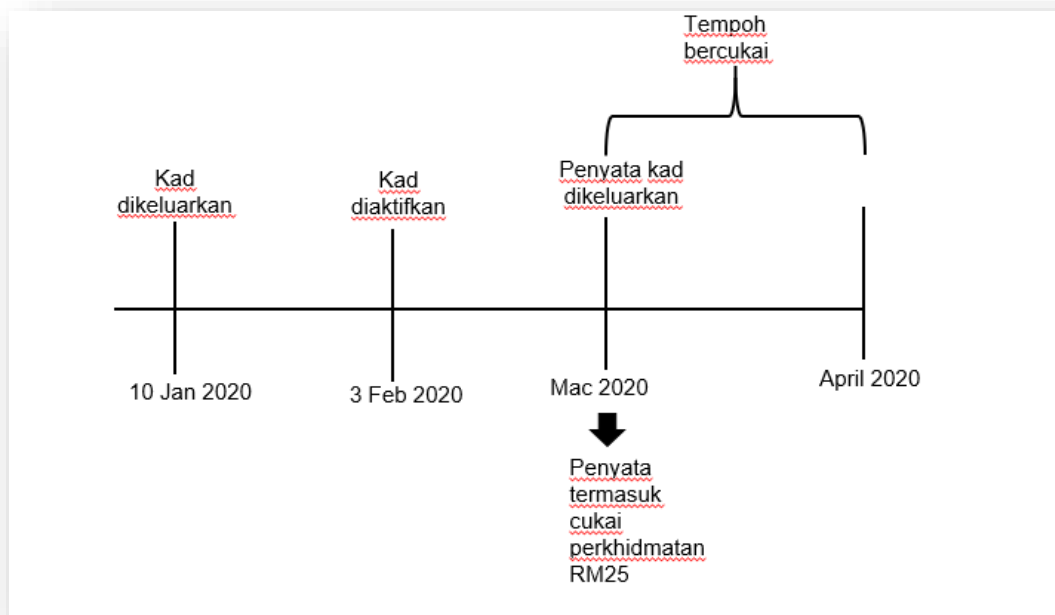 Tempoh
bercukai
Kad
dikeluarkan
Kad
diaktifkan
Penyata kad
dikeluarkan
10 Jan 2020
3 Feb 2020
Mac 2020
April 2020
Penyata
termasuk
cukai
perkhidmatan
RM25